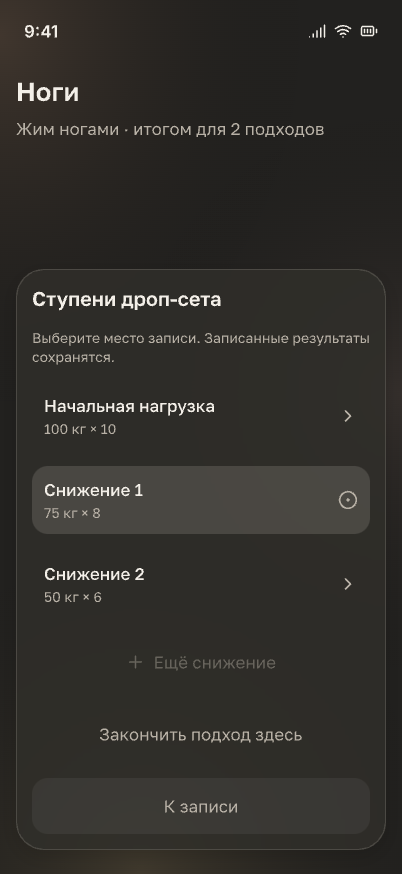 9:41
Ноги
Жим ногами · итогом для 2 подходов
Ступени дроп-сета
Выберите место записи. Записанные результаты
сохранятся.
Начальная нагрузка
100 кг × 10
Снижение 1
75 кг × 8
Снижение 2
50 кг × 6
+ Ещё снижение
Закончить подход здесь
К записи